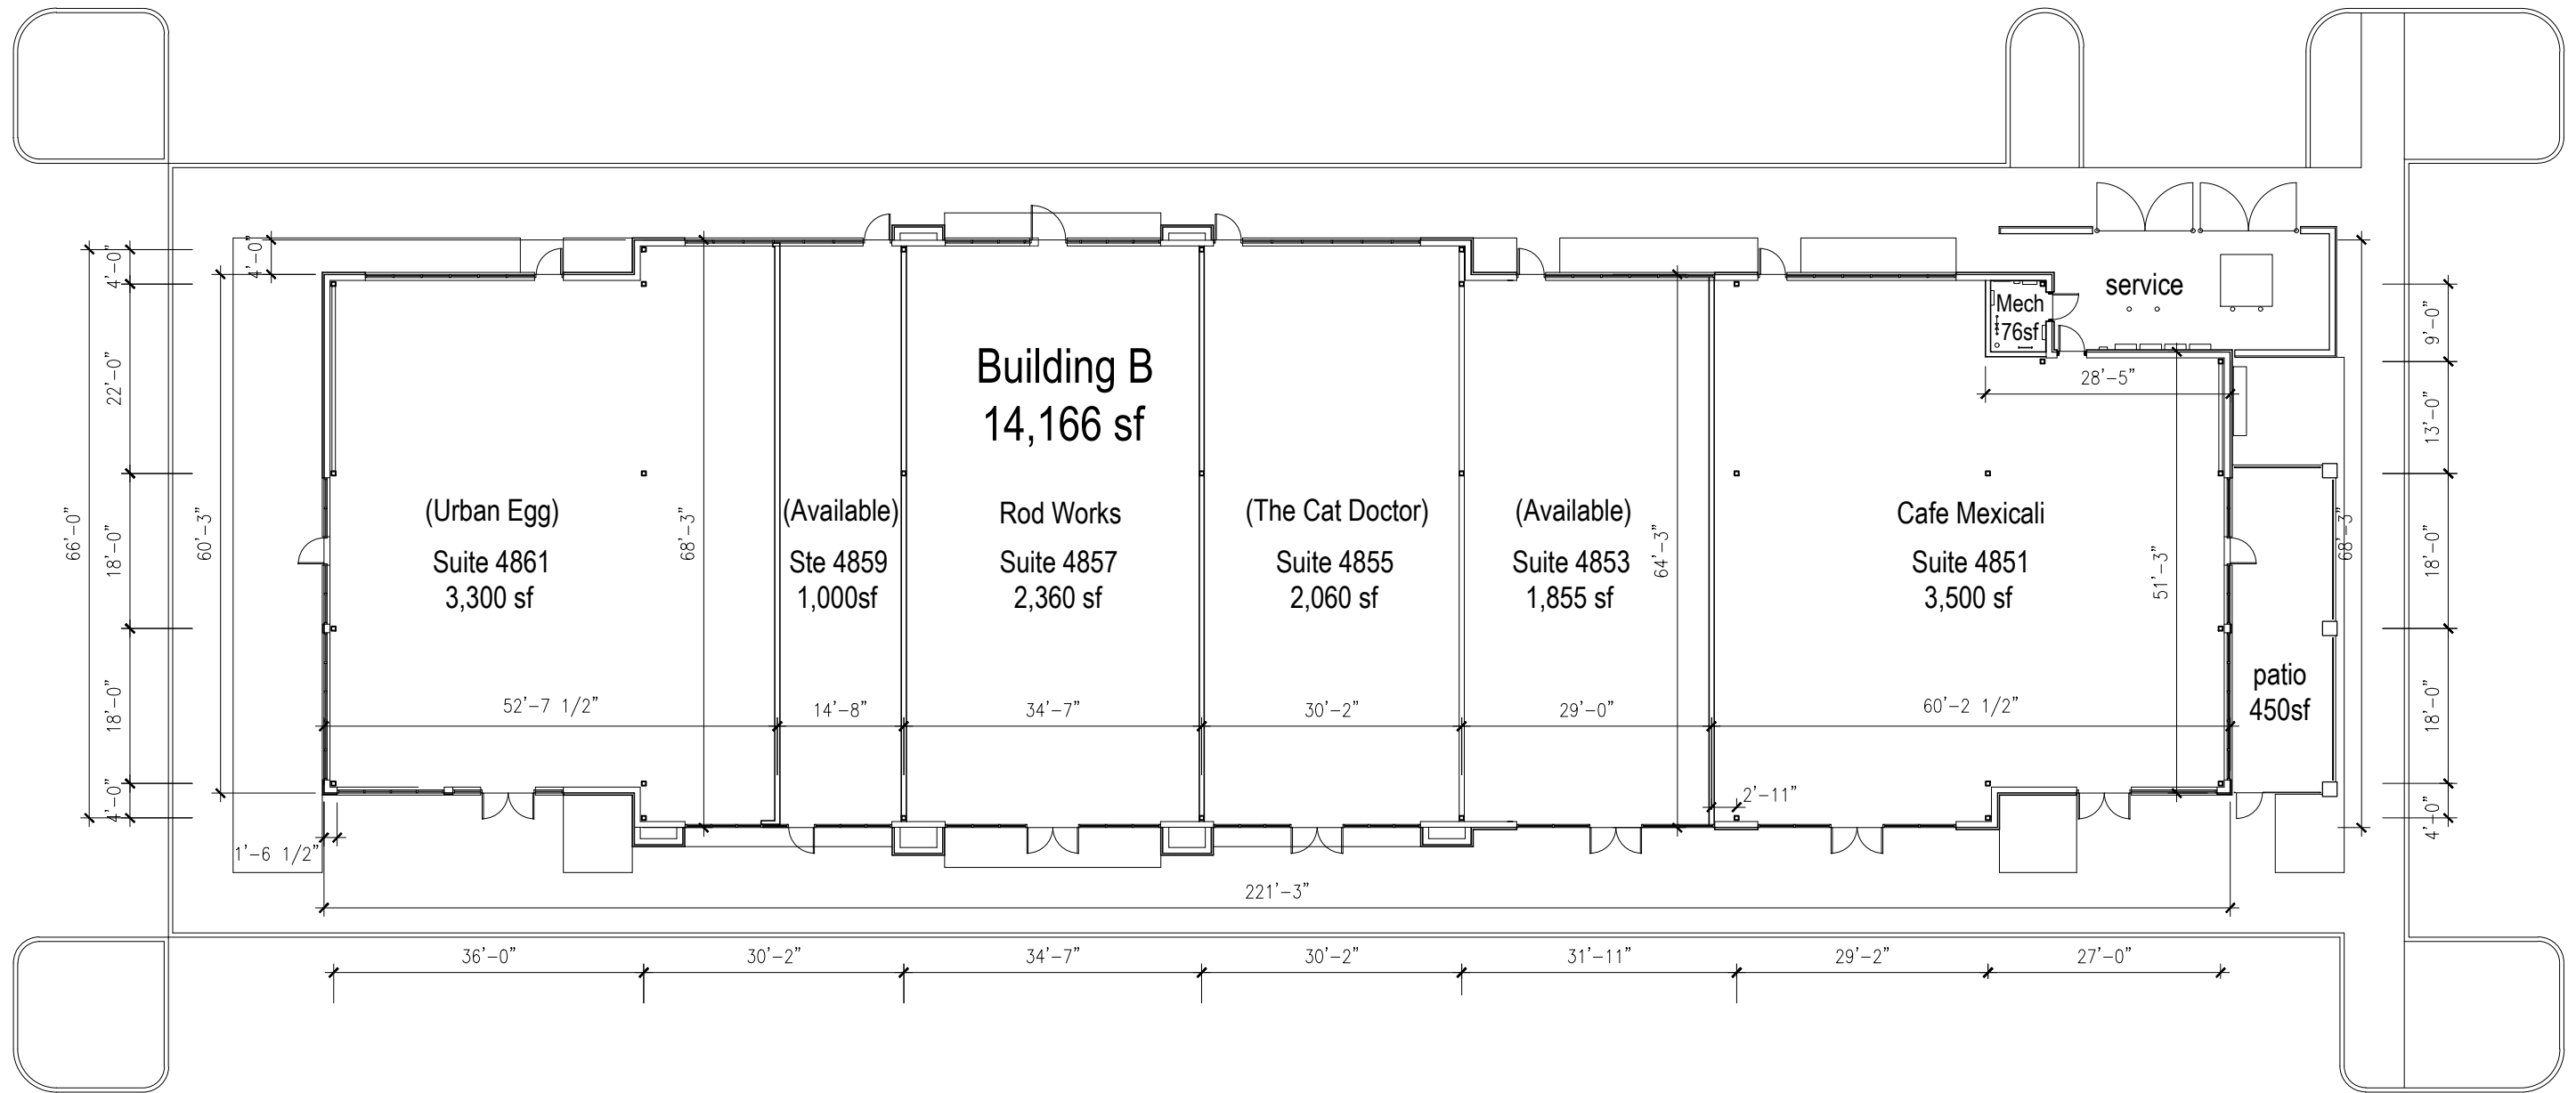 4'-0"
4'-0"
4'-0"
22'-0"
66'-0"
60'-3"
18'-0"
18'-0"
4'-0"
1'-6 1/2"
Building B
14,166 sf
(Urban Egg)
Suite 4861
3,300 sf
68'-3"
(Available)
Ste 4859
1,000sf
Rod Works
Suite 4857
2,360 sf
(The Cat Doctor)
Suite 4855
2,060 sf
(Available)
Suite 4853
1,855 sf
64'-3"
Cafe Mexicali
Suite 4851
3,500 sf
51'-3"
Mech
76sf
service
28'-5"
patio
450sf
68'-3"
9'-0"
13'-0"
18'-0"
18'-0"
4'-0"
52'-7 1/2"
14'-8"
34'-7"
30'-2"
29'-0"
60'-2 1/2"
2'-11"
221'-3"
36'-0"
30'-2"
34'-7"
30'-2"
31'-11"
29'-2"
27'-0"